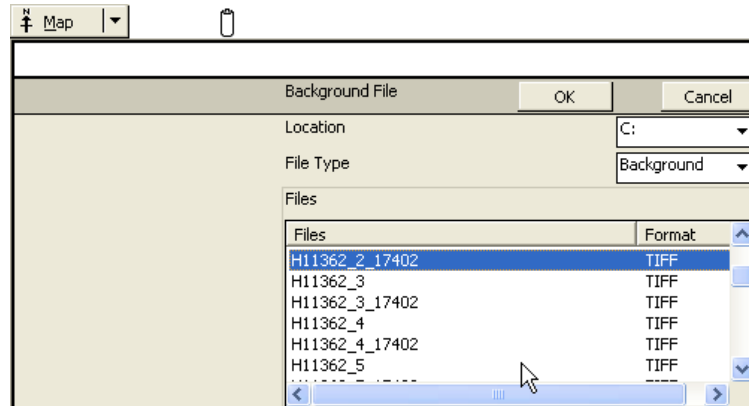 Map
Background File OK Cancel
Location C:
File Type Background
Files
Files Format
H11362_2_17402 TIFF
H11362_3 TIFF
H11362_3_17402 TIFF
H11362_4 TIFF
H11362_4_17402 TIFF
H11362_5 TIFF